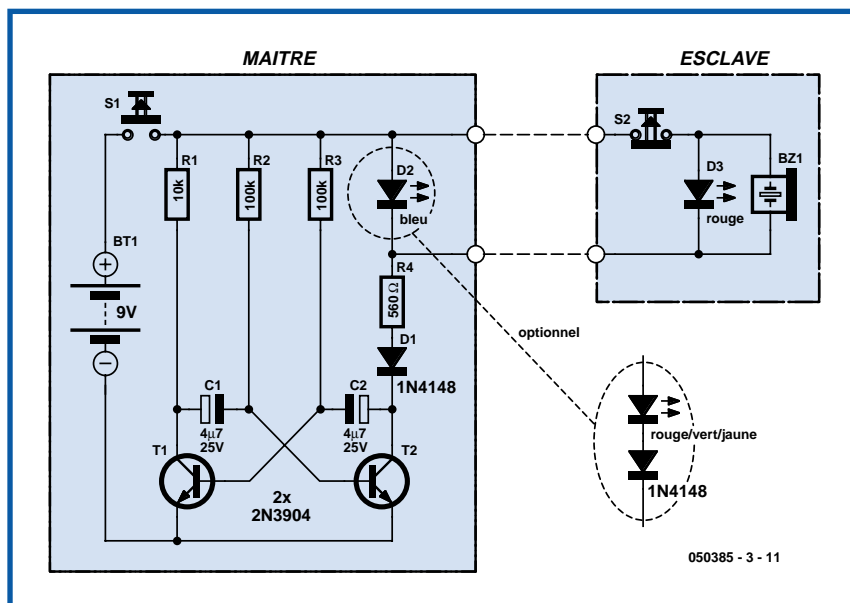 MAITRE
ESCLAVE
S1
S2
R1
R2
R3
10k
100k
100k
D2
bleu
D3
rouge
BZ1
BT1
+
9V
−
R4
560Ω
D1
1N4148
optionnel
C1
4µ7
25V
C2
4µ7
25V
T1
T2
2x
2N3904
rouge/vert/jaune
1N4148
050385 - 3 - 11